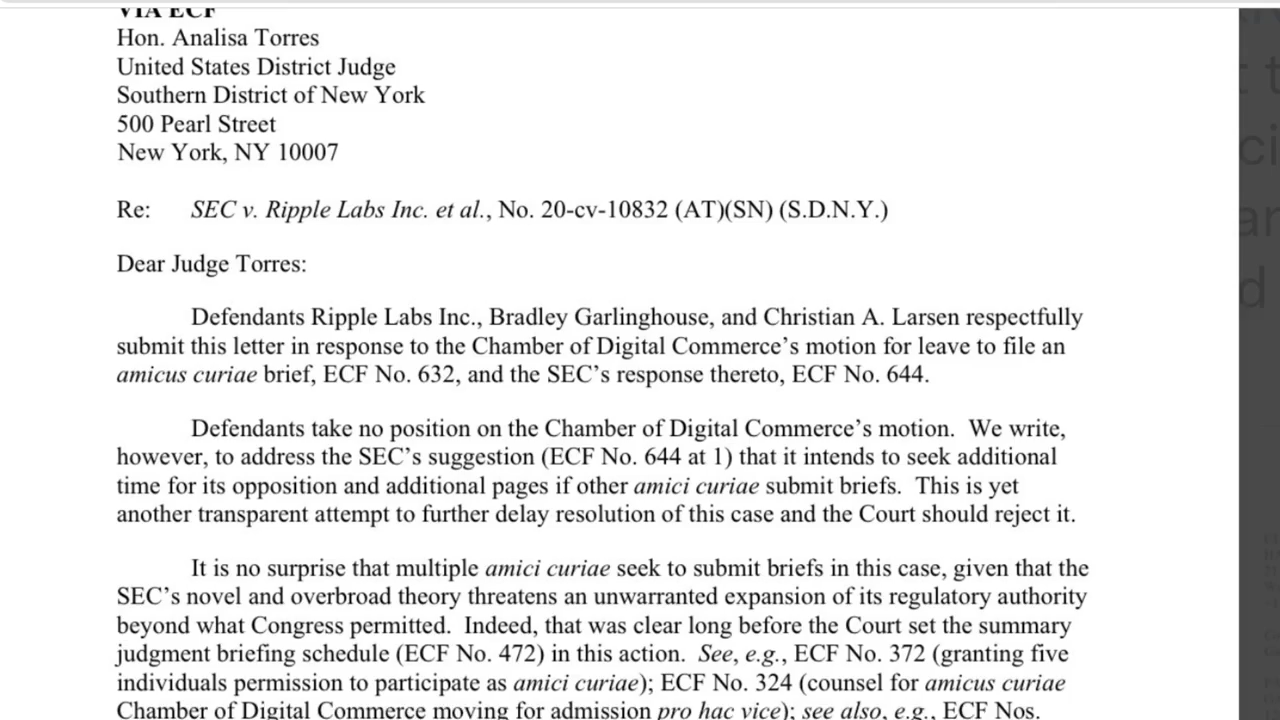 VIA ECF
Hon. Analisa Torres
United States District Judge
Southern District of New York
500 Pearl Street
New York, NY 10007
Re: SEC v. Ripple Labs Inc. et al., No. 20-cv-10832 (AT)(SN) (S.D.N.Y.)
Dear Judge Torres:
Defendants Ripple Labs Inc., Bradley Garlinghouse, and Christian A. Larsen respectfully
submit this letter in response to the Chamber of Digital Commerce’s motion for leave to file an
amicus curiae brief, ECF No. 632, and the SEC’s response thereto, ECF No. 644.
Defendants take no position on the Chamber of Digital Commerce’s motion. We write,
however, to address the SEC’s suggestion (ECF No. 644 at 1) that it intends to seek additional
time for its opposition and additional pages if other amici curiae submit briefs. This is yet
another transparent attempt to further delay resolution of this case and the Court should reject it.
It is no surprise that multiple amici curiae seek to submit briefs in this case, given that the
SEC’s novel and overbroad theory threatens an unwarranted expansion of its regulatory authority
beyond what Congress permitted. Indeed, that was clear long before the Court set the summary
judgment briefing schedule (ECF No. 472) in this action. See, e.g., ECF No. 372 (granting five
individuals permission to participate as amici curiae); ECF No. 324 (counsel for amicus curiae
Chamber of Digital Commerce moving for admission pro hac vice); see also, e.g., ECF Nos.